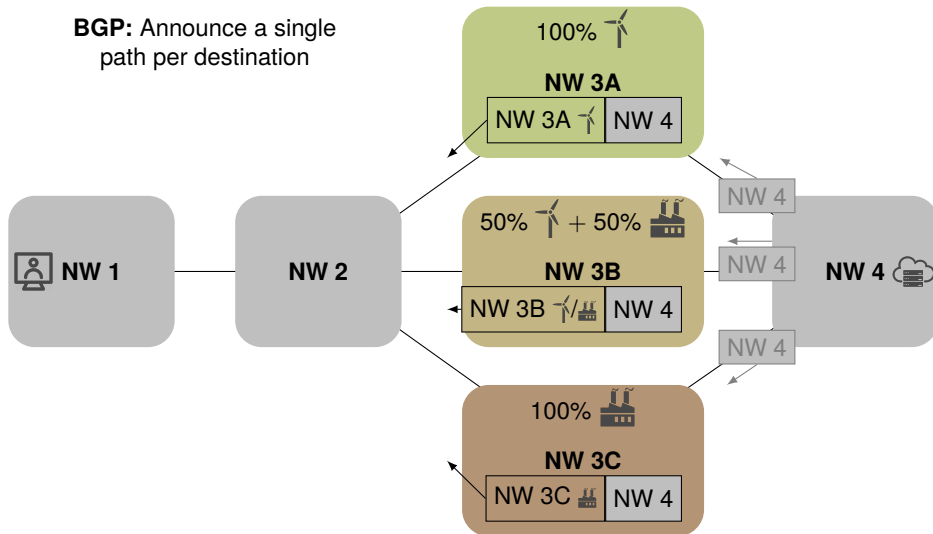 BGP: Announce a single
path per destination
100%
NW 3A
NW 3A NW 4
NW 4
50% + 50%
NW 1
NW 2
NW 3B
NW 4
NW 4
NW 3B / NW 4
NW 4
100%
NW 3C
NW 3C NW 4